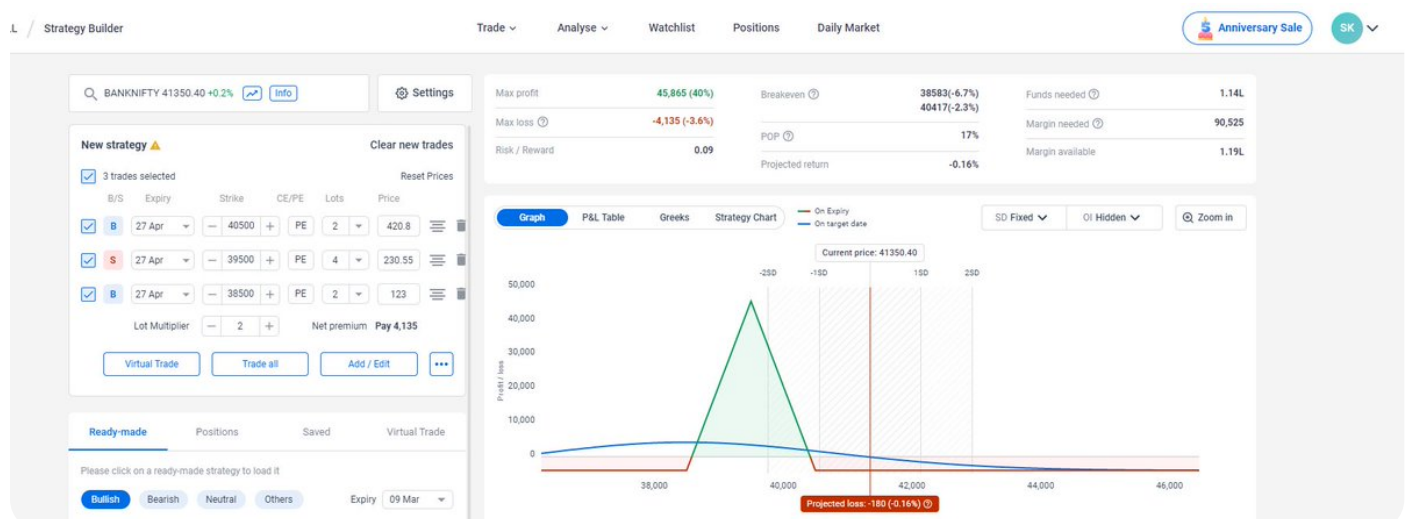 L / Strategy Builder
Trade Analyse Watchlist Positions Daily Market
5 Anniversary Sale SK
BANKNIFTY 41350.40 +0.2% Info
Settings
New strategy Clear new trades
3 trades selected Reset Prices
B/S Expiry Strike CE/PE Lots Price
B 27 Apr − 40500 + PE 2 420.8
S 27 Apr − 39500 + PE 4 230.55
B 27 Apr − 38500 + PE 2 123
Lot Multiplier − 2 + Net premium Pay 4,135
Virtual Trade Trade all Add / Edit ...
Ready-made Positions Saved Virtual Trade
Please click on a ready-made strategy to load it
Bullish Bearish Neutral Others Expiry 09 Mar
Max profit 45,865 (40%)
Max loss ? -4,135 (-3.6%)
Risk / Reward 0.09
Breakeven ? 38583(-6.7%)
40417(-2.3%)
POP ? 17%
Projected return -0.16%
Funds needed ? 1.14L
Margin needed ? 90,525
Margin available 1.19L
Graph P&L Table Greeks Strategy Chart
On Expiry
On target date
SD Fixed OI Hidden Zoom in
Current price: 41350.40
-2SD -1SD 1SD 2SD
50,000
40,000
30,000
20,000
10,000
0
Profit / loss
38,000 40,000 42,000 44,000 46,000
Projected loss: -180 (-0.16%) ?